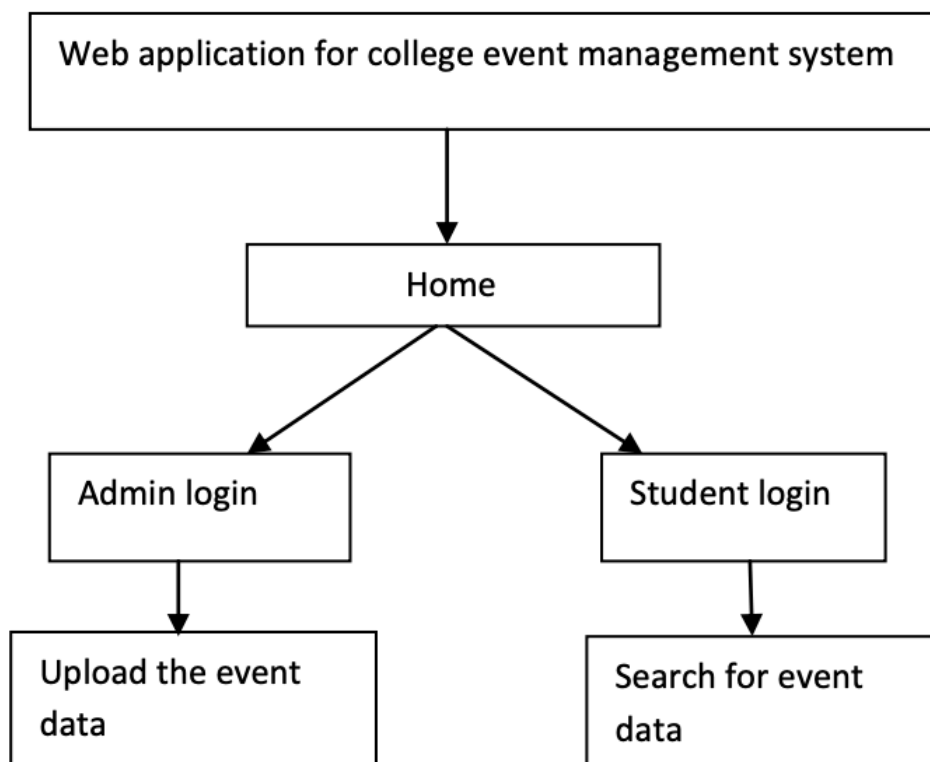 Web application for college event management system
Home
Admin login
Student login
Upload the event
data
Search for event
data